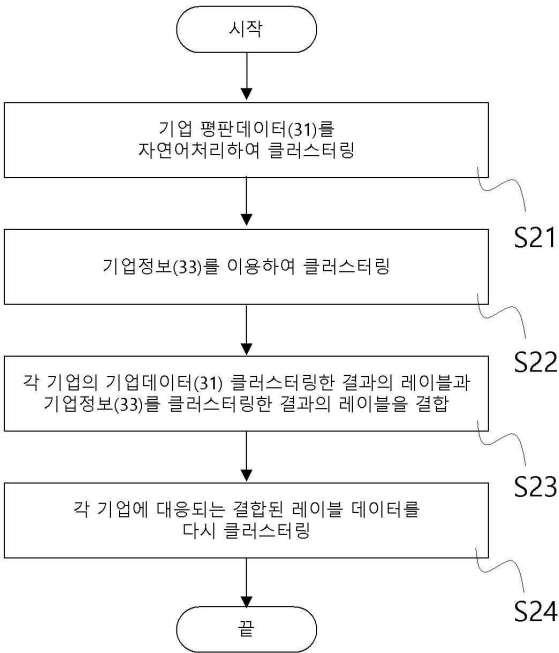 시작
기업 평판데이터(31)를
자연어처리하여 클러스터링
S21
기업정보(33)를 이용하여 클러스터링
S22
각 기업의 기업데이터(31) 클러스터링한 결과의 레이블과
기업정보(33)를 클러스터링한 결과의 레이블을 결합
S23
각 기업에 대응되는 결합된 레이블 데이터를
다시 클러스터링
S24
끝